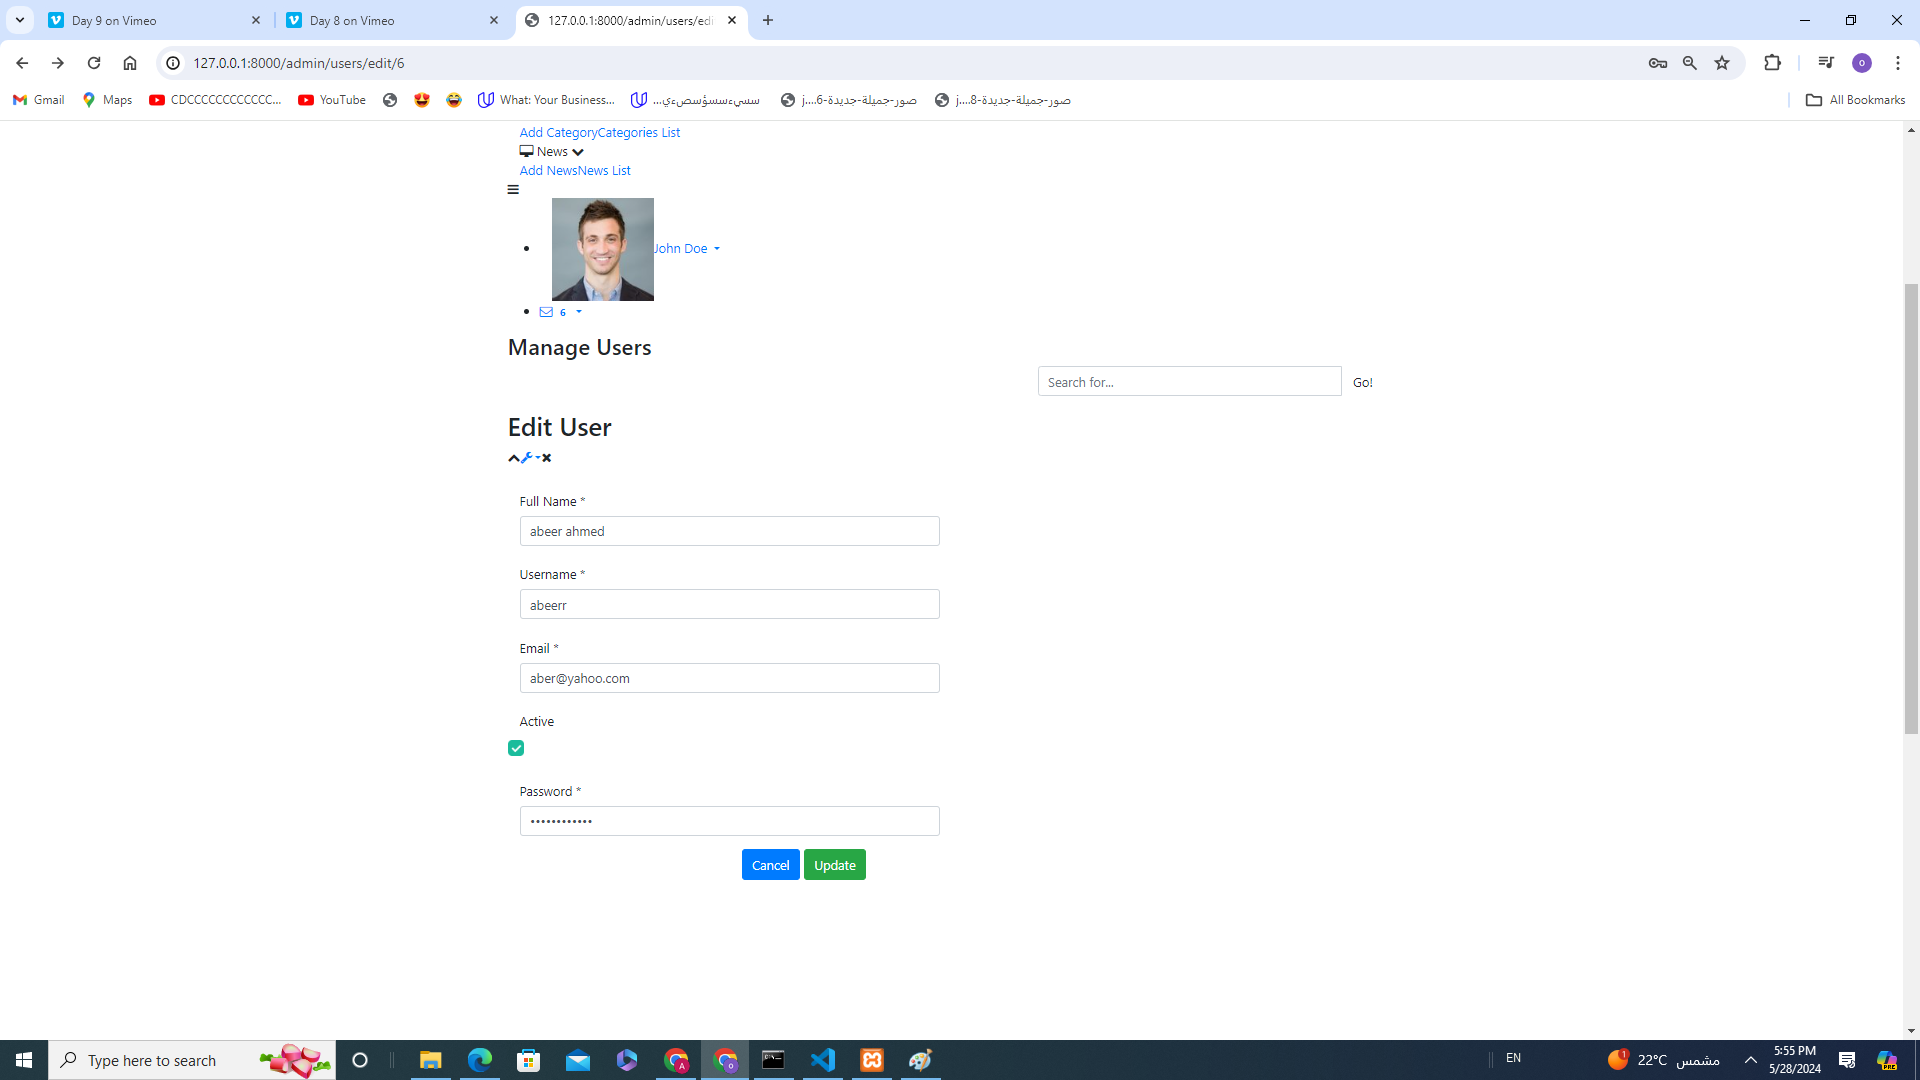 Day 9 on Vimeo
Day 8 on Vimeo
127.0.0.1:8000/admin/users/edi
127.0.0.1:8000/admin/users/edit/6
Gmail
Maps
CDCCCCCCCCCCCC...
YouTube
What: Your Business...
...سسيءسسؤسصءي
صور-جميلة-جديدة-6....j
صور-جميلة-جديدة-8....j
All Bookmarks
Add CategoryCategories List
News
Add NewsNews List
John Doe
6
Manage Users
Search for...
Go!
Edit User
Full Name *
abeer ahmed
Username *
abeerr
Email *
aber@yahoo.com
Active
Password *
••••••••••••
Cancel
Update
Type here to search
EN
22°C مشمس
5:55 PM
5/28/2024